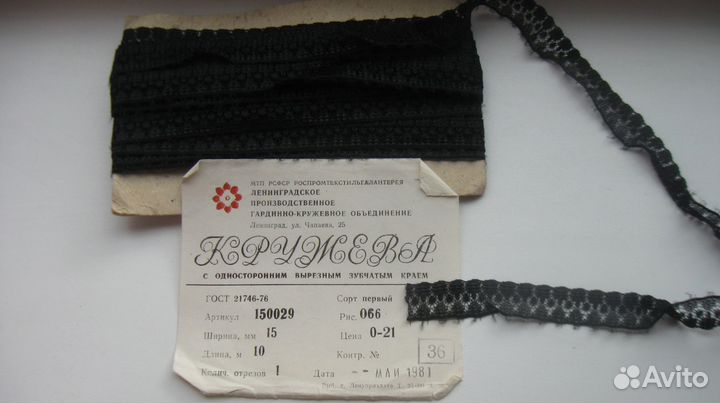 МТП РСФСР РОСПРОМТЕКСТИЛЬГАЛАНТЕРЕЯ
ЛЕНИНГРАДСКОЕ
ПРОИЗВОДСТВЕННОЕ
ГАРДИННО-КРУЖЕВНОЕ ОБЪЕДИНЕНИЕ
Ленинград, ул. Чапаева, 25
КРУЖЕВА
С ОДНОСТОРОННИМ ВЫРЕЗНЫМ ЗУБЧАТЫМ КРАЕМ
ГОСТ 21746-76 Сорт первый
Артикул 150029 Рис. 066
Ширина, мм 15 Цена 0-21
Длина, м 10 Контр. № 36
Колич. отрезов 1 Дата -- МАЙ 1981
Avito